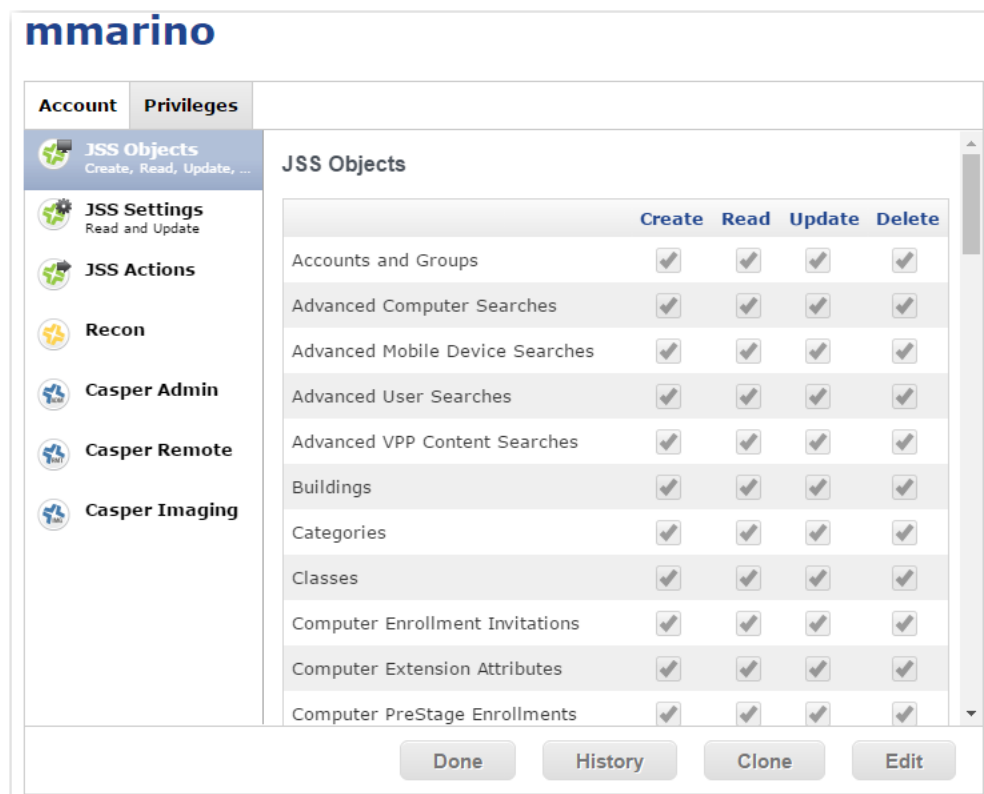 mmarino
Account Privileges
JSS Objects
Create, Read, Update, ...
JSS Settings
Read and Update
JSS Actions
Recon
Casper Admin
Casper Remote
Casper Imaging
JSS Objects
Create Read Update Delete
Accounts and Groups
Advanced Computer Searches
Advanced Mobile Device Searches
Advanced User Searches
Advanced VPP Content Searches
Buildings
Categories
Classes
Computer Enrollment Invitations
Computer Extension Attributes
Computer PreStage Enrollments
Done History Clone Edit